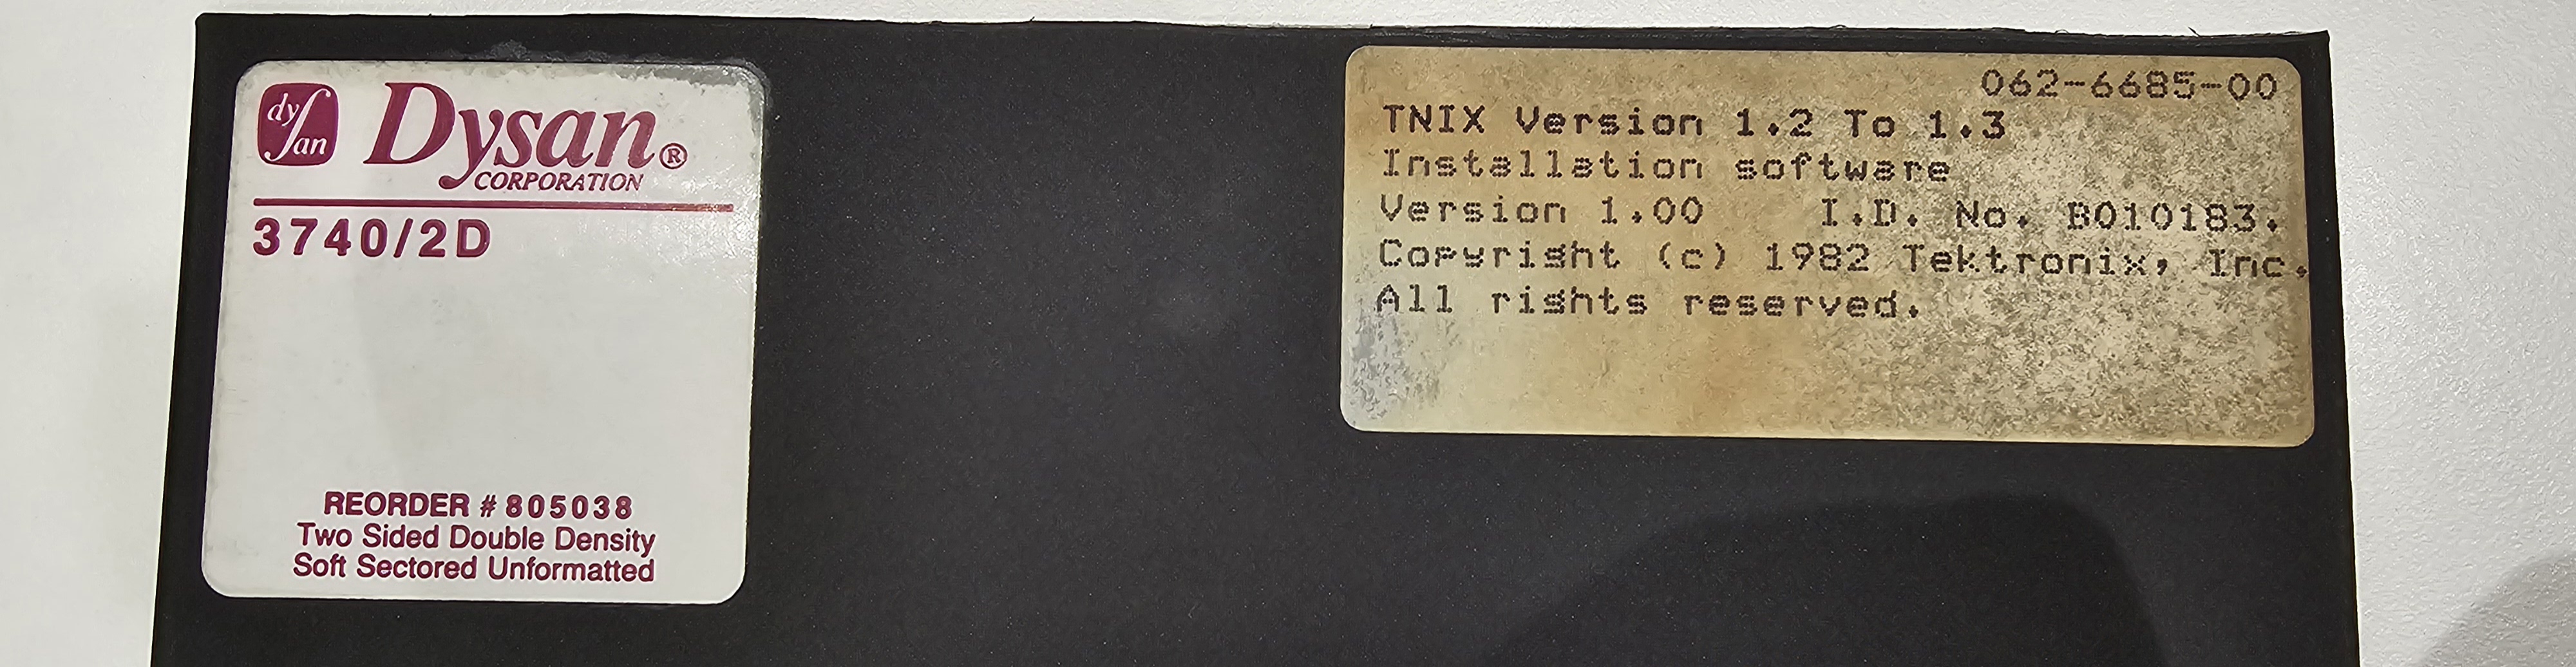 dy
san
Dysan®
CORPORATION
3740/2D
REORDER # 805038
Two Sided Double Density
Soft Sectored Unformatted
062-6685-00
TNIX Version 1.2 To 1.3
Installation software
Version 1.00 I.D. No. B010183.
Copyright (c) 1982 Tektronix, Inc.
All rights reserved.